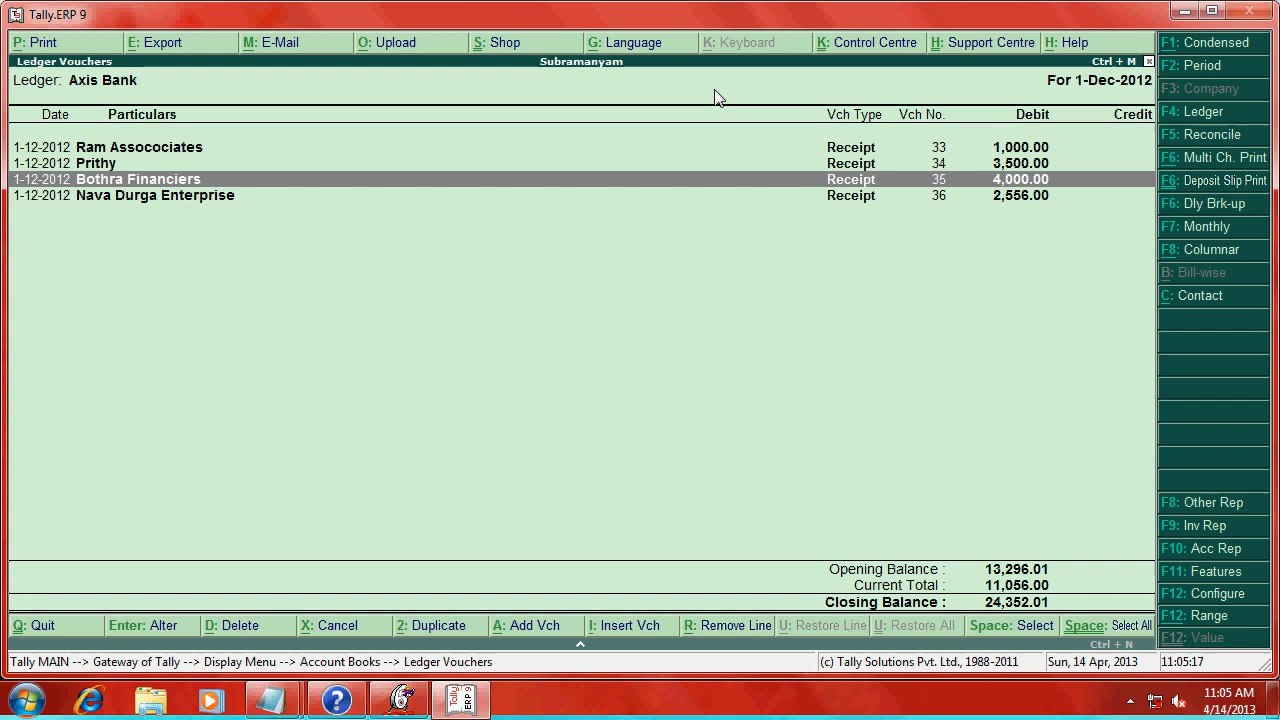 Tally.ERP 9
P: Print E: Export M: E-Mail O: Upload S: Shop G: Language K: Keyboard K: Control Centre H: Support Centre H: Help
Ledger Vouchers Subramanyam Ctrl + M
Ledger: Axis Bank For 1-Dec-2012
Date Particulars Vch Type Vch No. Debit Credit
1-12-2012 Ram Assocociates Receipt 33 1,000.00
1-12-2012 Prithy Receipt 34 3,500.00
1-12-2012 Bothra Financiers Receipt 35 4,000.00
1-12-2012 Nava Durga Enterprise Receipt 36 2,556.00
Opening Balance : 13,296.01
Current Total : 11,056.00
Closing Balance : 24,352.01
F1: Condensed
F2: Period
F3: Company
F4: Ledger
F5: Reconcile
F6: Multi Ch. Print
F6: Deposit Slip Print
F6: Dly Brk-up
F7: Monthly
F8: Columnar
B: Bill-wise
C: Contact
F8: Other Rep
F9: Inv Rep
F10: Acc Rep
F11: Features
F12: Configure
F12: Range
F12: Value
Q: Quit Enter: Alter D: Delete X: Cancel 2: Duplicate A: Add Vch I: Insert Vch R: Remove Line U: Restore Line U: Restore All Space: Select Space: Select All
Ctrl + N
Tally MAIN --> Gateway of Tally --> Display Menu --> Account Books --> Ledger Vouchers (c) Tally Solutions Pvt. Ltd., 1988-2011 Sun, 14 Apr, 2013 11:05:17
Tally ERP 9
11:05 AM
4/14/2013